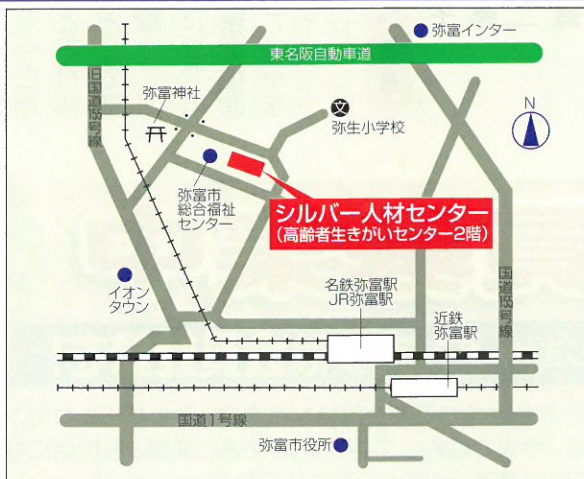 弥富インター
東名阪自動車道
旧国道155号線
弥富神社
文
弥生小学校
N
弥富市
総合福祉
センター
シルバー人材センター
(高齢者生きがいセンター2階)
イオン
タウン
名鉄弥富駅
JR弥富駅
近鉄
弥富駅
国道155号線
国道1号線
弥富市役所